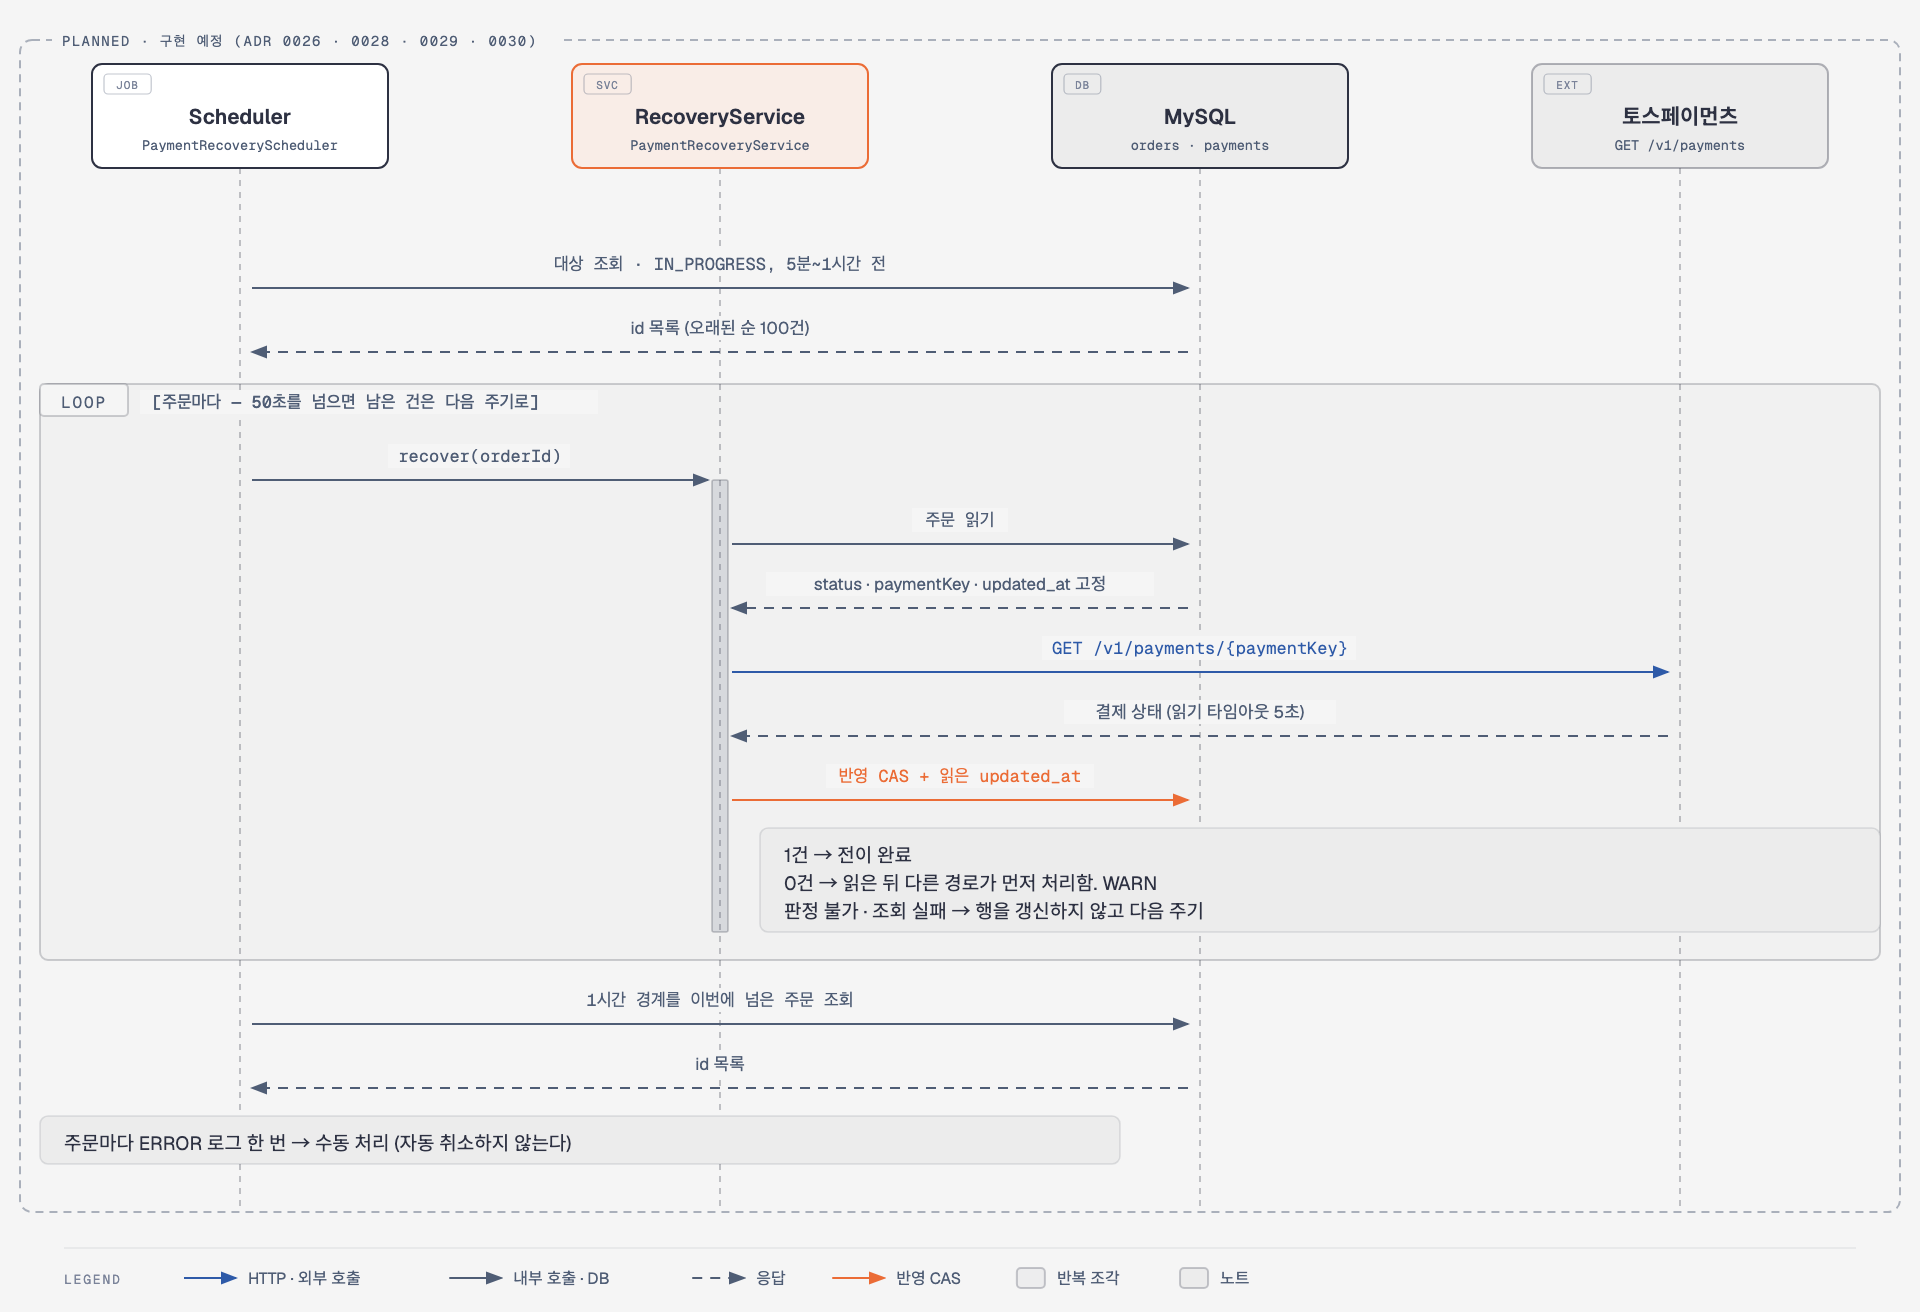 PLANNED · 구현 예정 (ADR 0026 · 0028 · 0029 · 0030)
JOB
Scheduler
PaymentRecoveryScheduler
SVC
RecoveryService
PaymentRecoveryService
DB
MySQL
orders · payments
EXT
토스페이먼츠
GET /v1/payments
대상 조회 · IN_PROGRESS, 5분~1시간 전
id 목록 (오래된 순 100건)
LOOP
[주문마다 — 50초를 넘으면 남은 건은 다음 주기로]
recover(orderId)
주문 읽기
status · paymentKey · updated_at 고정
GET /v1/payments/{paymentKey}
결제 상태 (읽기 타임아웃 5초)
반영 CAS + 읽은 updated_at
1건 → 전이 완료
0건 → 읽은 뒤 다른 경로가 먼저 처리함. WARN
판정 불가 · 조회 실패 → 행을 갱신하지 않고 다음 주기
1시간 경계를 이번에 넘은 주문 조회
id 목록
주문마다 ERROR 로그 한 번 → 수동 처리 (자동 취소하지 않는다)
LEGEND
HTTP · 외부 호출
내부 호출 · DB
응답
반영 CAS
반복 조각
노트